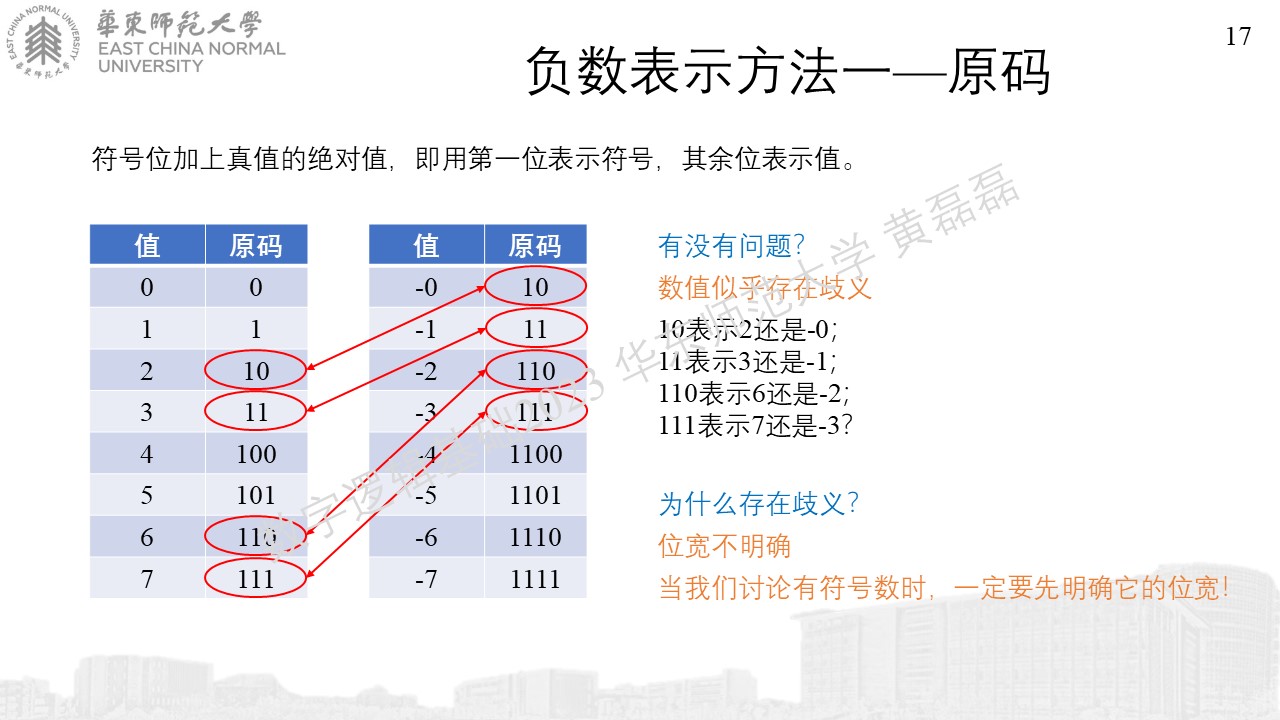 華東師範大學
EAST CHINA NORMAL
UNIVERSITY
EAST CHINA NORMAL UNIVERSITY
華東师范大学
17
负数表示方法一—原码
符号位加上真值的绝对值，即用第一位表示符号，其余位表示值。
值 原码
0 0
1 1
2 10
3 11
4 100
5 101
6 110
7 111
值 原码
-0 10
-1 11
-2 110
-3 111
-4 1100
-5 1101
-6 1110
-7 1111
有没有问题？
数值似乎存在歧义
10表示2还是-0；
11表示3还是-1；
110表示6还是-2；
111表示7还是-3？
为什么存在歧义？
位宽不明确
当我们讨论有符号数时，一定要先明确它的位宽！
数字逻辑基础2023 华东师范大学 黄磊磊